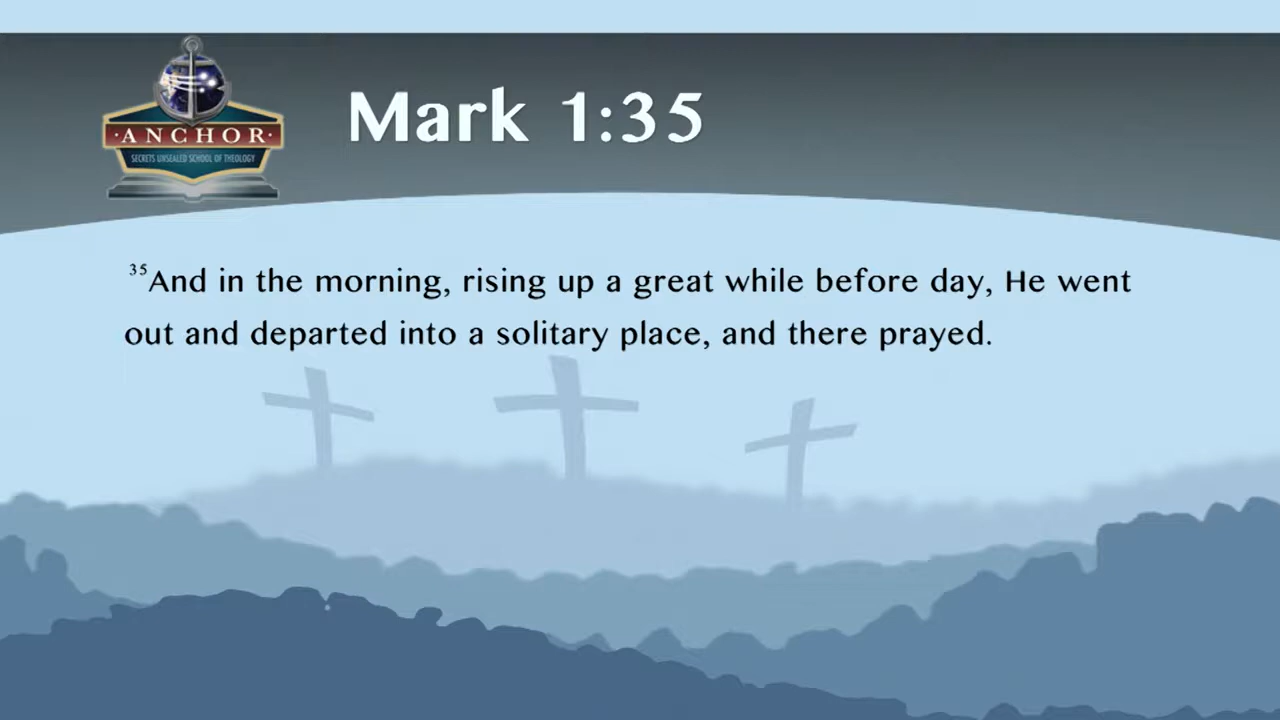 ·ANCHOR·
SECRETS UNSEALED SCHOOL OF THEOLOGY
Mark 1:35
³⁵And in the morning, rising up a great while before day, He went
out and departed into a solitary place, and there prayed.